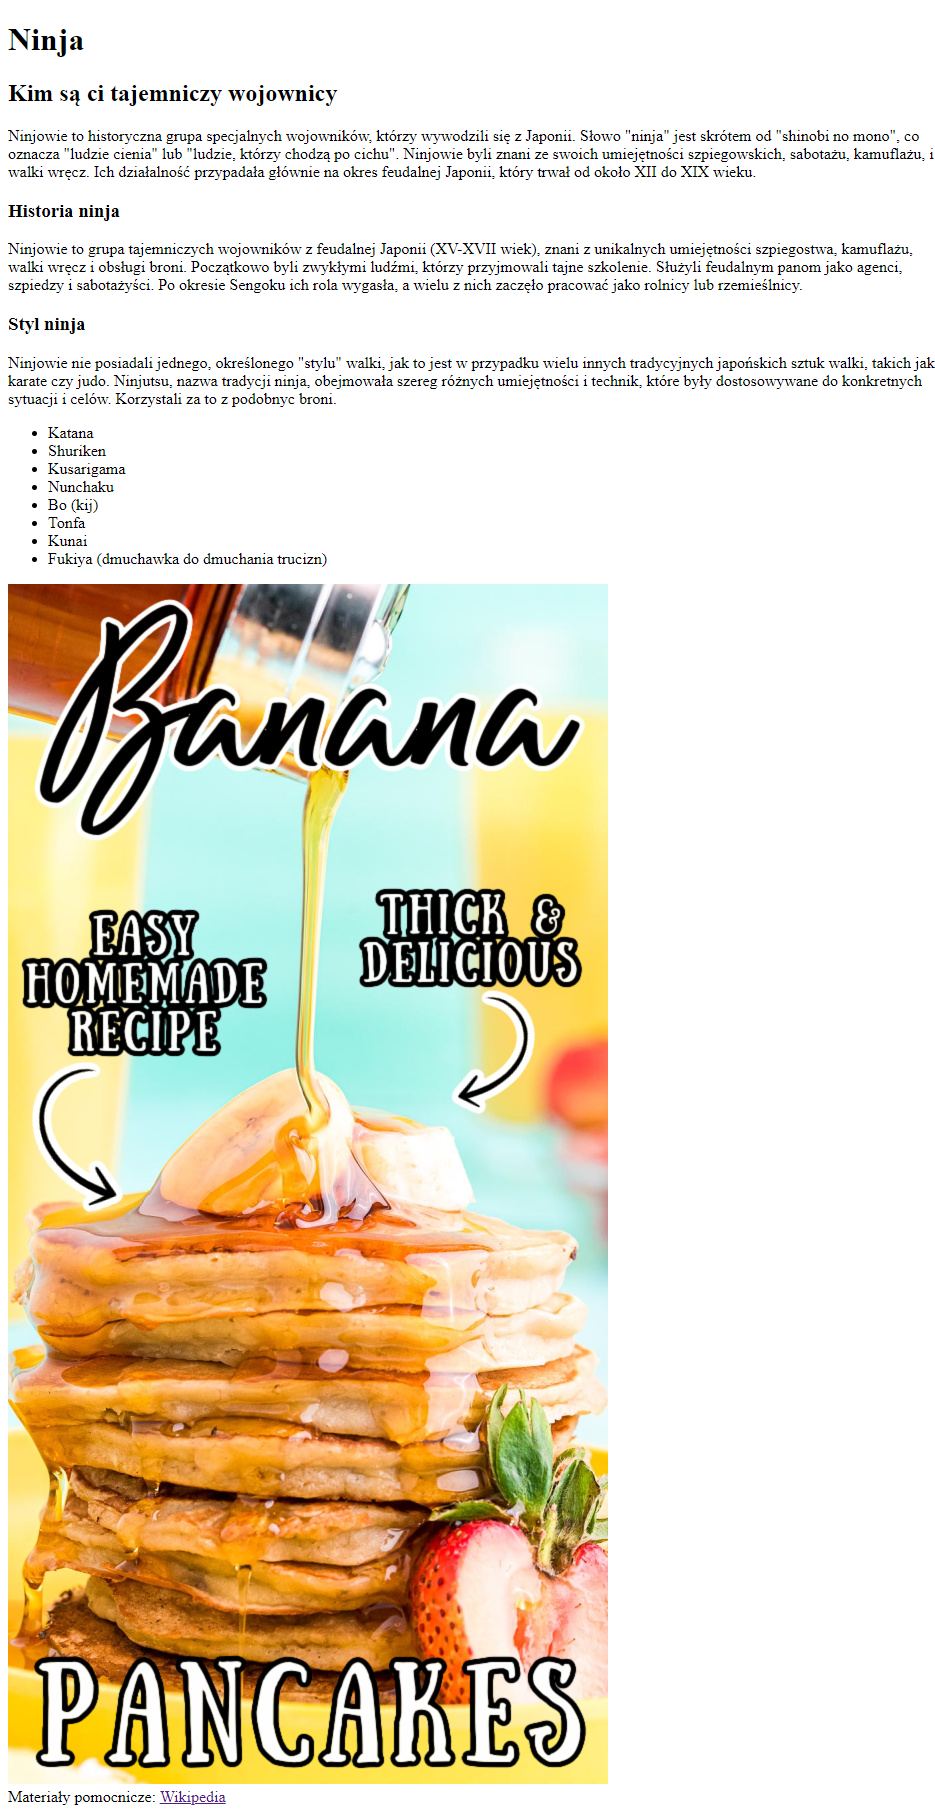 Ninja
Kim są ci tajemniczy wojownicy
Ninjowie to historyczna grupa specjalnych wojowników, którzy wywodzili się z Japonii. Słowo "ninja" jest skrótem od "shinobi no mono", co
oznacza "ludzie cienia" lub "ludzie, którzy chodzą po cichu". Ninjowie byli znani ze swoich umiejętności szpiegowskich, sabotażu, kamuflażu, i
walki wręcz. Ich działalność przypadała głównie na okres feudalnej Japonii, który trwał od około XII do XIX wieku.
Historia ninja
Ninjowie to grupa tajemniczych wojowników z feudalnej Japonii (XV-XVII wiek), znani z unikalnych umiejętności szpiegostwa, kamuflażu,
walki wręcz i obsługi broni. Początkowo byli zwykłymi ludźmi, którzy przyjmowali tajne szkolenie. Służyli feudalnym panom jako agenci,
szpiedzy i sabotażyści. Po okresie Sengoku ich rola wygasła, a wielu z nich zaczęło pracować jako rolnicy lub rzemieślnicy.
Styl ninja
Ninjowie nie posiadali jednego, określonego "stylu" walki, jak to jest w przypadku wielu innych tradycyjnych japońskich sztuk walki, takich jak
karate czy judo. Ninjutsu, nazwa tradycji ninja, obejmowała szereg różnych umiejętności i technik, które były dostosowywane do konkretnych
sytuacji i celów. Korzystali za to z podobnyc broni.
• Katana
• Shuriken
• Kusarigama
• Nunchaku
• Bo (kij)
• Tonfa
• Kunai
• Fukiya (dmuchawka do dmuchania trucizn)
Banana
EASY
HOMEMADE
RECIPE
THICK &
DELICIOUS
PANCAKES
Materiały pomocnicze: Wikipedia